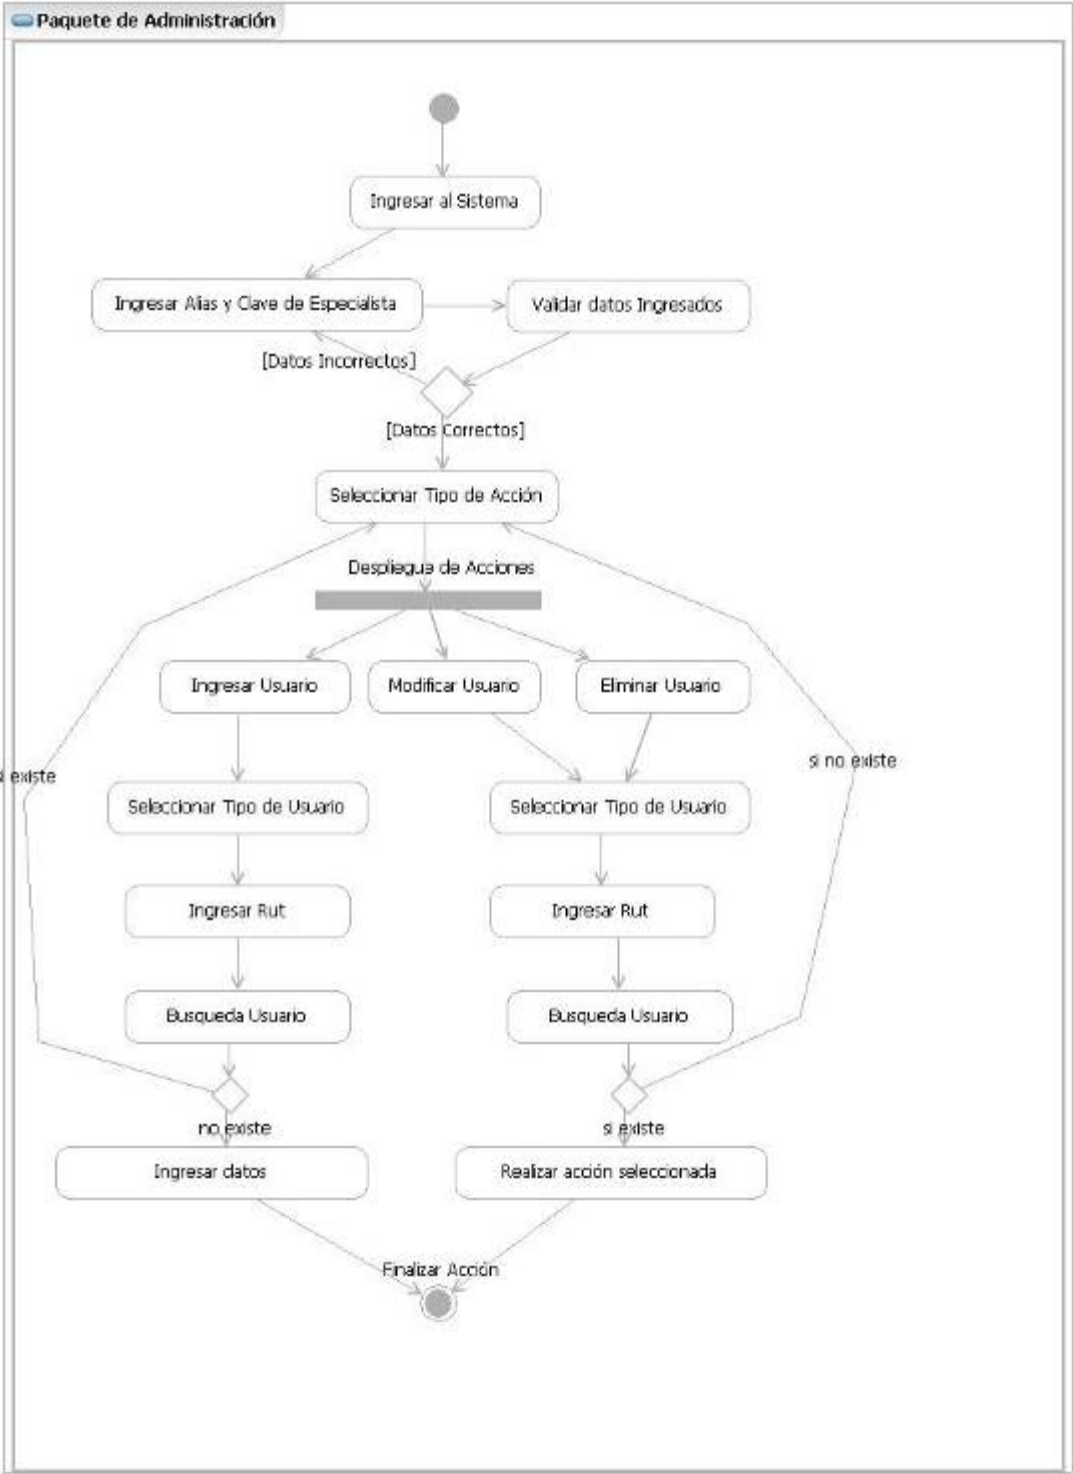 Paquete de Administración
Ingresar al Sistema
Ingresar Alias y Clave de Especialista
Validar datos Ingresados
[Datos Incorrectos]
[Datos Correctos]
Seleccionar Tipo de Acción
Despliegue de Acciones
Ingresar Usuario
Modificar Usuario
Eliminar Usuario
si existe
si no existe
Seleccionar Tipo de Usuario
Seleccionar Tipo de Usuario
Ingresar Rut
Ingresar Rut
Busqueda Usuario
Busqueda Usuario
no existe
si existe
Ingresar datos
Realizar acción seleccionada
Finalizar Acción